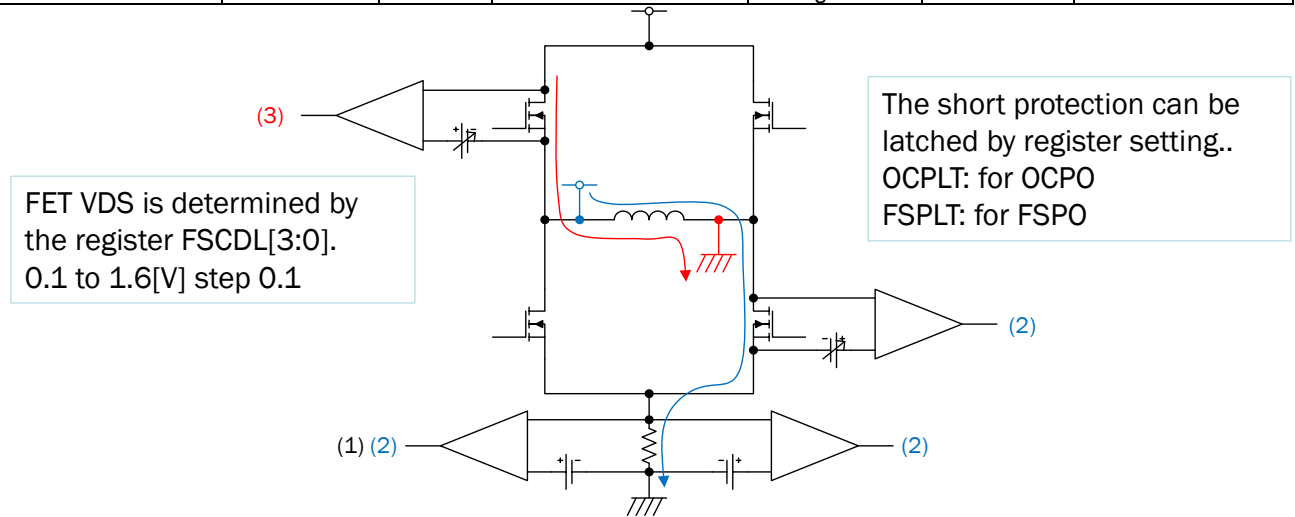 (3)
The short protection can be
latched by register setting..
OCPLT: for OCPO
FSPLT: for FSPO
FET VDS is determined by
the register FSCDL[3:0].
0.1 to 1.6[V] step 0.1
(2)
(1) (2)
(2)